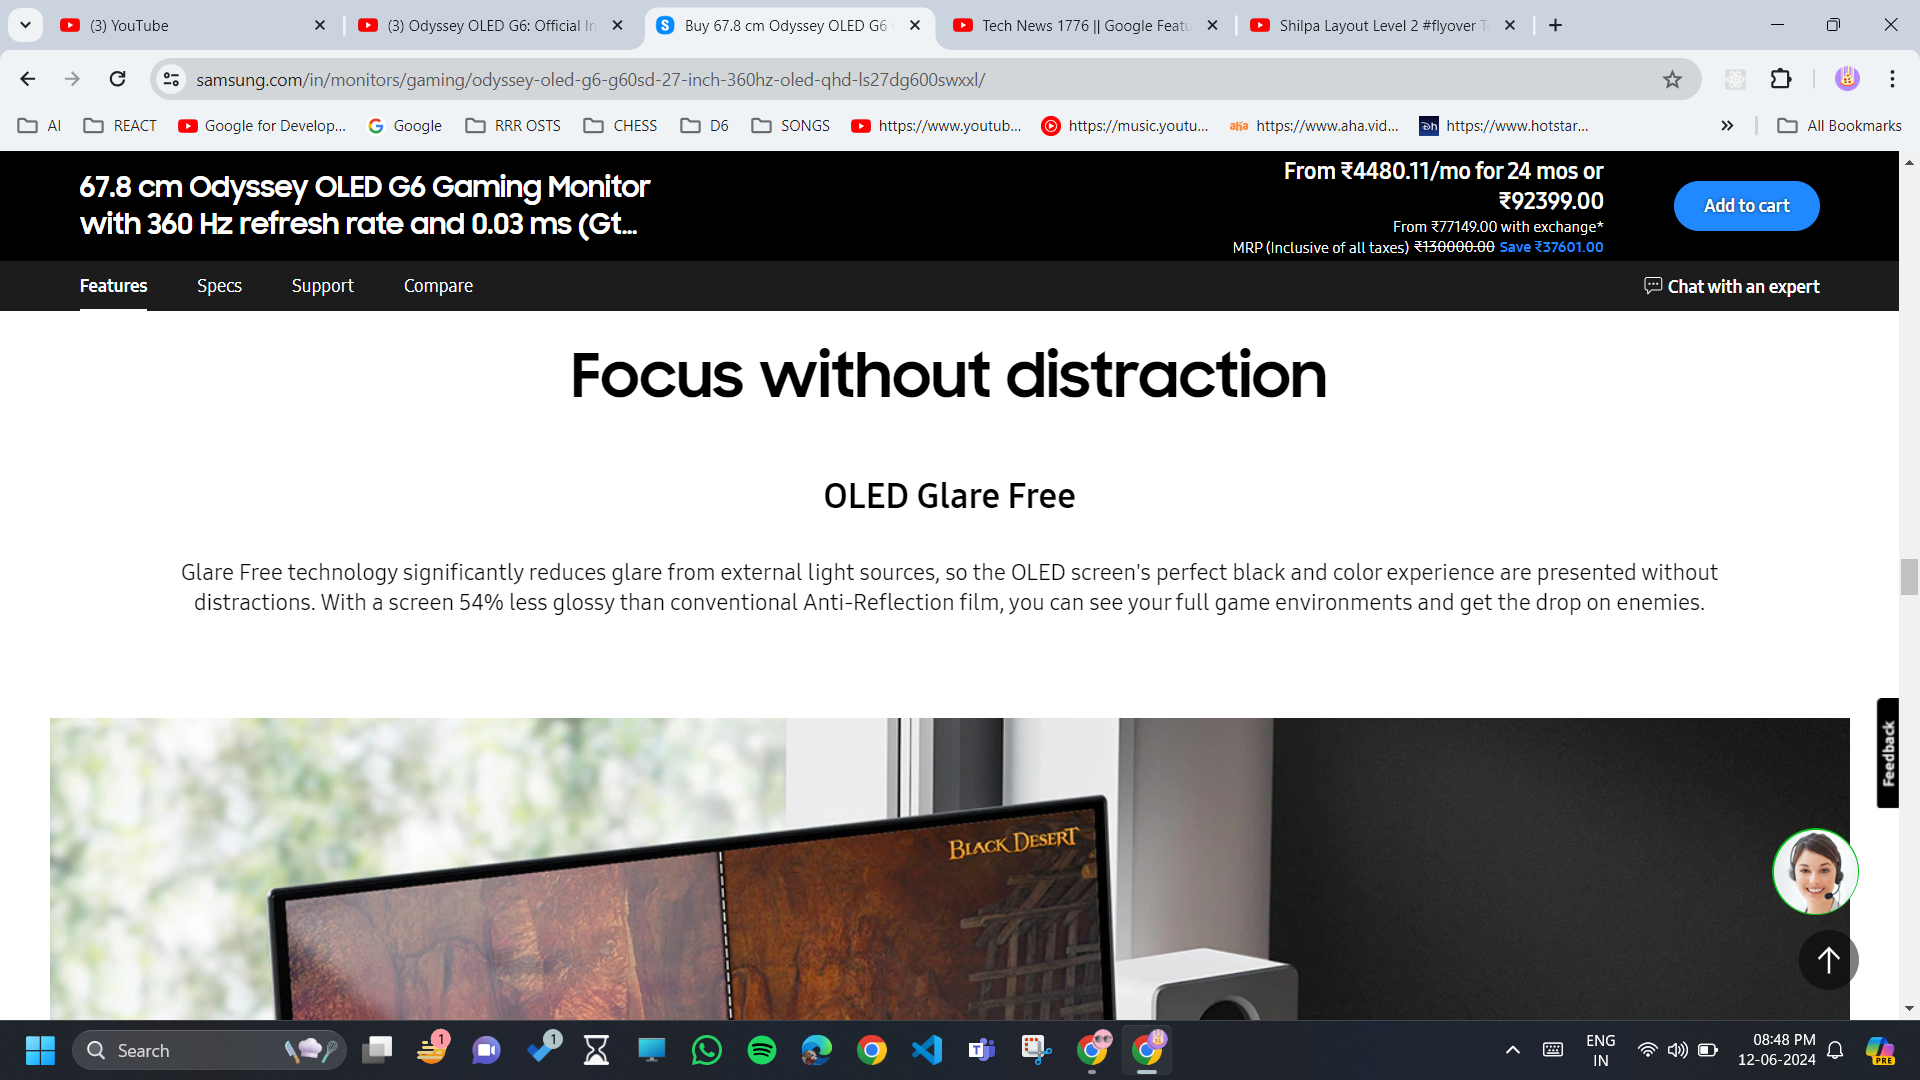 (3) YouTube
(3) Odyssey OLED G6: Official In
Buy 67.8 cm Odyssey OLED G6
Tech News 1776 || Google Featu
Shilpa Layout Level 2 #flyover T
samsung.com/in/monitors/gaming/odyssey-oled-g6-g60sd-27-inch-360hz-oled-qhd-ls27dg600swxxl/
AI
REACT
Google for Develop...
Google
RRR OSTS
CHESS
D6
SONGS
https://www.youtub...
https://music.youtu...
aha
https://www.aha.vid...
https://www.hotstar...
All Bookmarks
67.8 cm Odyssey OLED G6 Gaming Monitor
with 360 Hz refresh rate and 0.03 ms (Gt...
From ₹4480.11/mo for 24 mos or
₹92399.00
From ₹77149.00 with exchange*
MRP (Inclusive of all taxes) ₹130000.00 Save ₹37601.00
Add to cart
Features
Specs
Support
Compare
Chat with an expert
Focus without distraction
OLED Glare Free
Glare Free technology significantly reduces glare from external light sources, so the OLED screen's perfect black and color experience are presented without
distractions. With a screen 54% less glossy than conventional Anti-Reflection film, you can see your full game environments and get the drop on enemies.
BLACK DESERT
Feedback
Search
1
1
ENG
IN
08:48 PM
12-06-2024
PRE